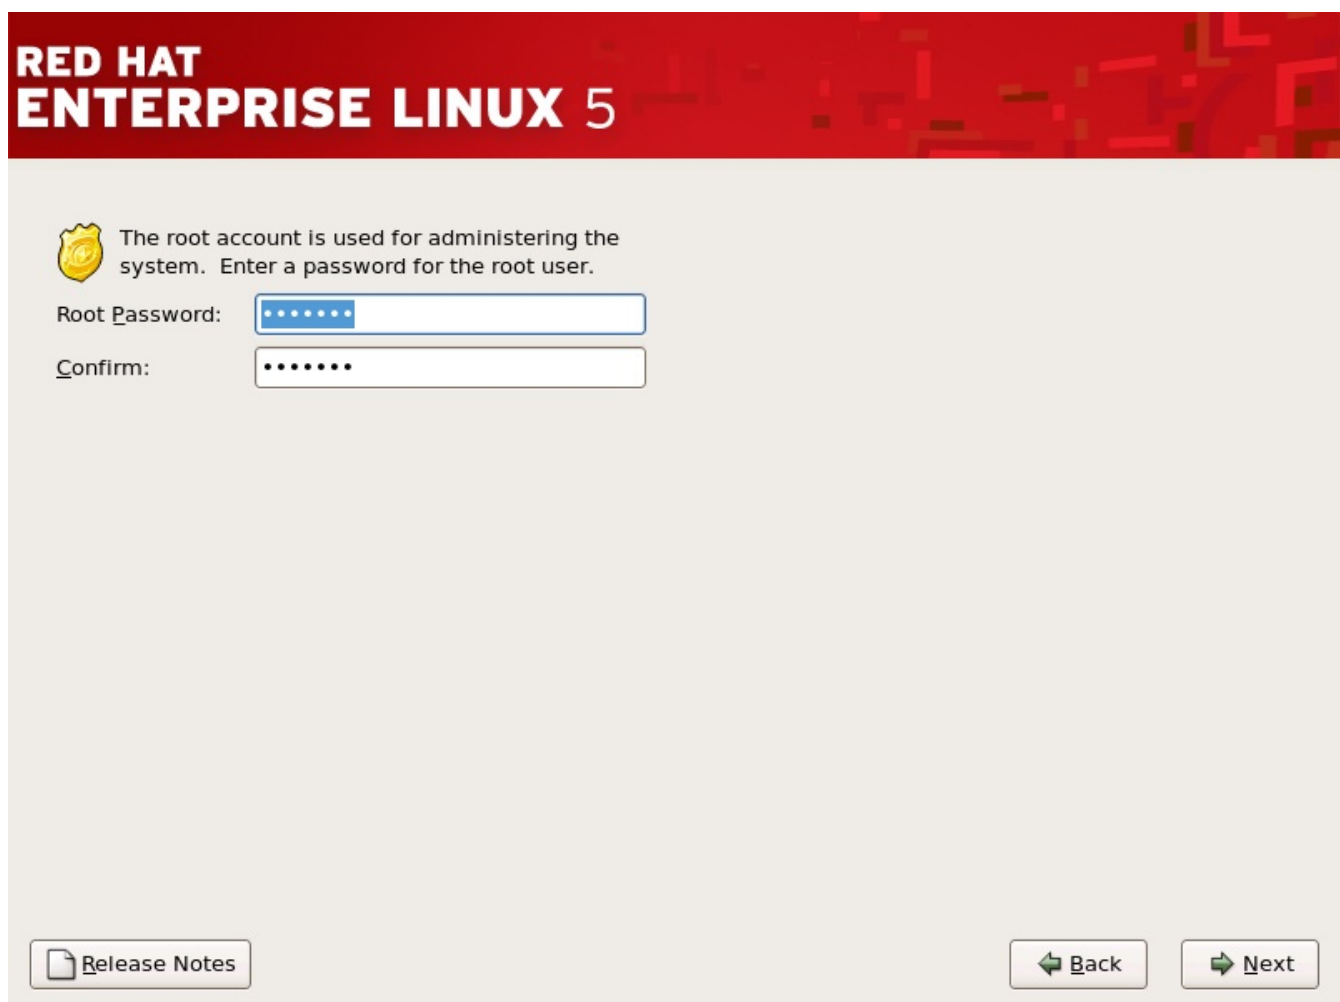 RED HAT
ENTERPRISE LINUX 5
The root account is used for administering the
system.  Enter a password for the root user.
Root Password: •••••••
Confirm: •••••••
Release Notes
Back
Next